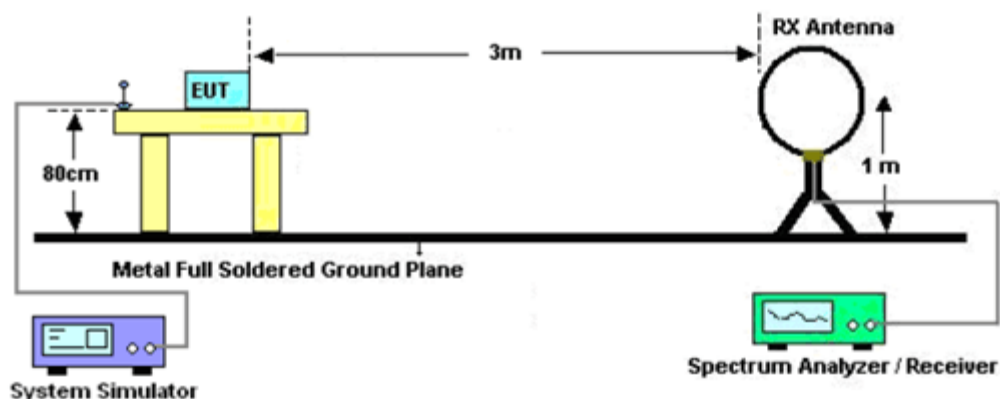 RX Antenna
3m
EUT
80cm
1 m
Metal Full Soldered Ground Plane
System Simulator
Spectrum Analyzer / Receiver